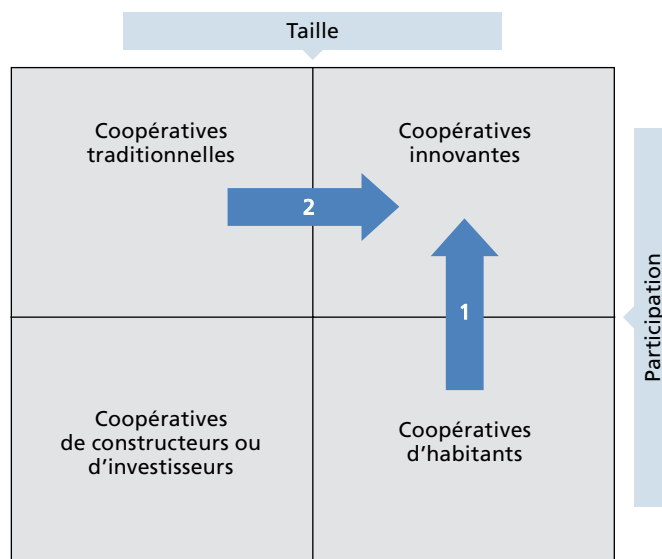 Taille
Coopératives
traditionnelles
Coopératives
innovantes
2
1
Participation
Coopératives
de constructeurs ou
d’investisseurs
Coopératives
d’habitants